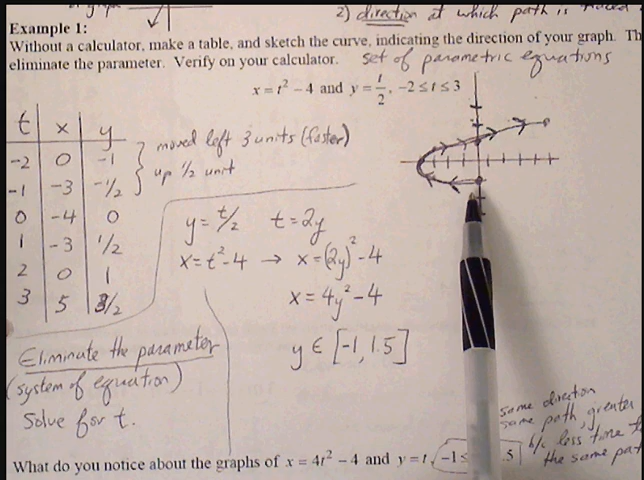 of graph
2) direction at which path is traced
Example 1:
Without a calculator, make a table, and sketch the curve, indicating the direction of your graph. Th
eliminate the parameter. Verify on your calculator. set of parametric equations
x = t² − 4 and y = t/2, −2 ≤ t ≤ 3
t x y
-2 0 -1
-1 -3 -1/2
0 -4 0
1 -3 1/2
2 0 1
3 5 3/2
moved left 3 units (faster)
up 1/2 unit
y = t/2 t = 2y
x = t² - 4 → x = (2y)² - 4
x = 4y² - 4
y ∈ [-1, 1.5]
Eliminate the parameter
(system of equation)
Solve for t.
same direction
same path, greater
b/c less time t
the same pat
What do you notice about the graphs of x = 4t² − 4 and y = t, −1 ≤ .5